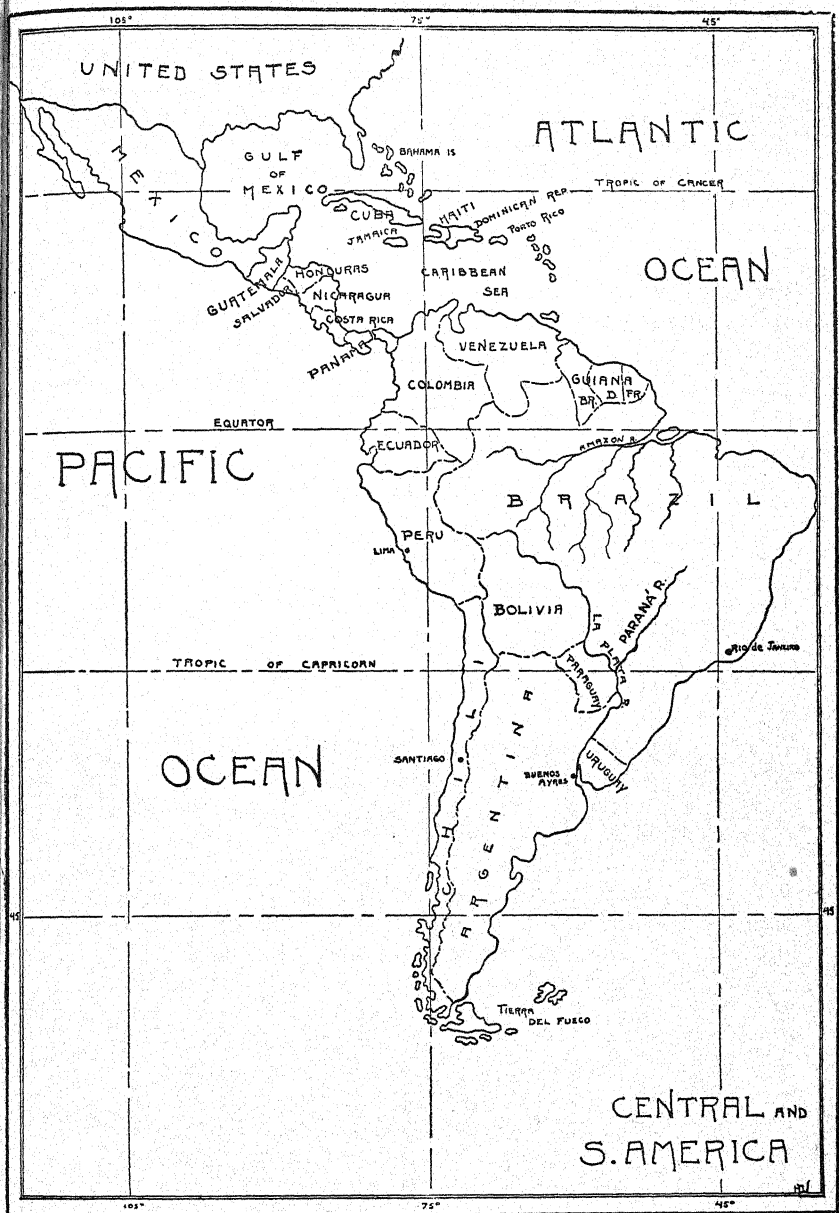 105° 75° 45°
UNITED STATES
ATLANTIC
MEXICO
GULF
OF
MEXICO
BAHAMA IS
TROPIC OF CANCER
CUBA
HAITI
DOMINICAN REP.
PORTO RICO
JAMAICA
OCEAN
GUATEMALA
HONDURAS
SALVADOR
NICARAGUA
COSTA RICA
PANAMA
CARIBBEAN
SEA
VENEZUELA
COLOMBIA
GUIANA
BR. D. FR.
EQUATOR
ECUADOR
AMAZON R.
PACIFIC
BRAZIL
PERU
LIMA
BOLIVIA
LA PLATA R.
PARANÁ R.
RIO de JANEIRO
TROPIC OF CAPRICORN
PARAGUAY
OCEAN
SANTIAGO
CHILI
ARGENTINA
BUENOS
AYRES
URUGUAY
45 45
TIERRA
DEL FUEGO
CENTRAL AND
S. AMERICA
105° 75° 45°